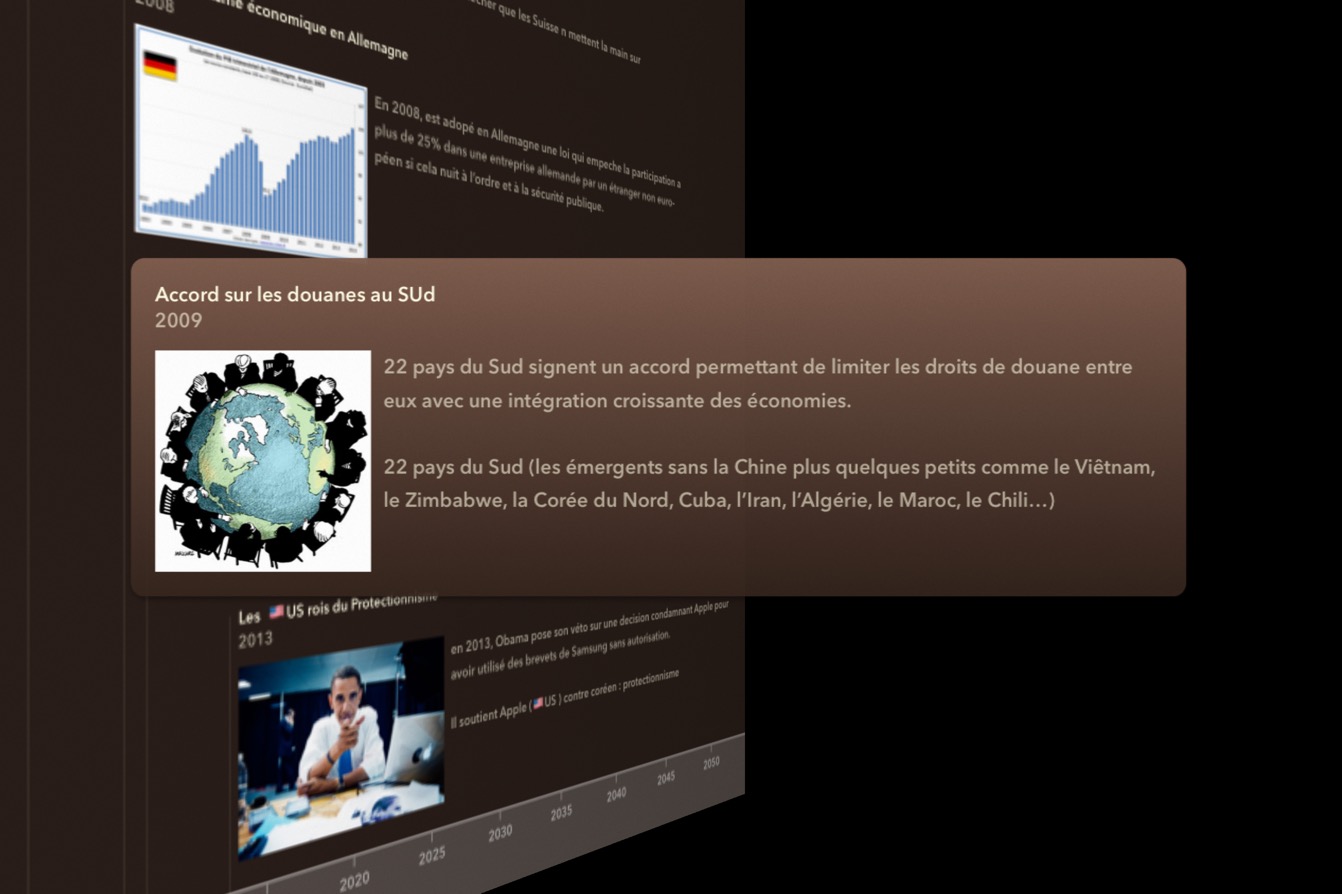 que les Suisse n mettent la main sur
2008
économique en Allemagne
En 2008, est adopé en Allemagne une loi qui empeche la participation a
plus de 25% dans une entreprise allemande par un étranger non euro-
péen si cela nuit à l'ordre et à la sécurité publique.
Accord sur les douanes au SUd
2009
22 pays du Sud signent un accord permettant de limiter les droits de douane entre
eux avec une intégration croissante des économies.
22 pays du Sud (les émergents sans la Chine plus quelques petits comme le Viêtnam,
le Zimbabwe, la Corée du Nord, Cuba, l’Iran, l’Algérie, le Maroc, le Chili…)
Les 🇺🇸US rois du Protectionnisme
2013
en 2013, Obama pose son véto sur une decision condamnant Apple pour
avoir utilisé des brevets de Samsung sans autorisation.
Il soutient Apple (🇺🇸US ) contre coréen : protectionnisme
2020
2025
2030
2035
2040
2045
2050